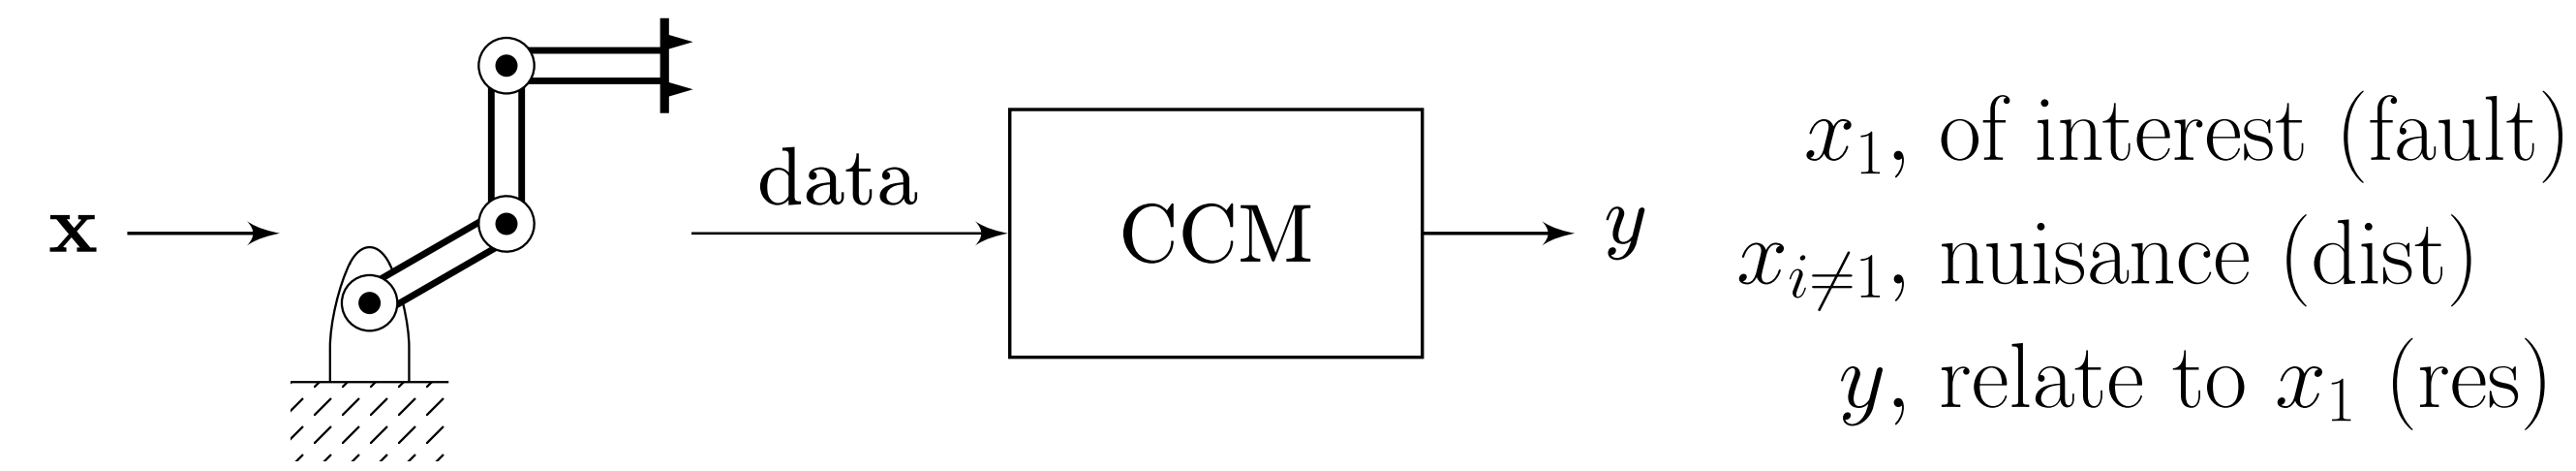 x
data
CCM
y
x₁, of interest (fault)
xᵢ≠₁, nuisance (dist)
y, relate to x₁ (res)